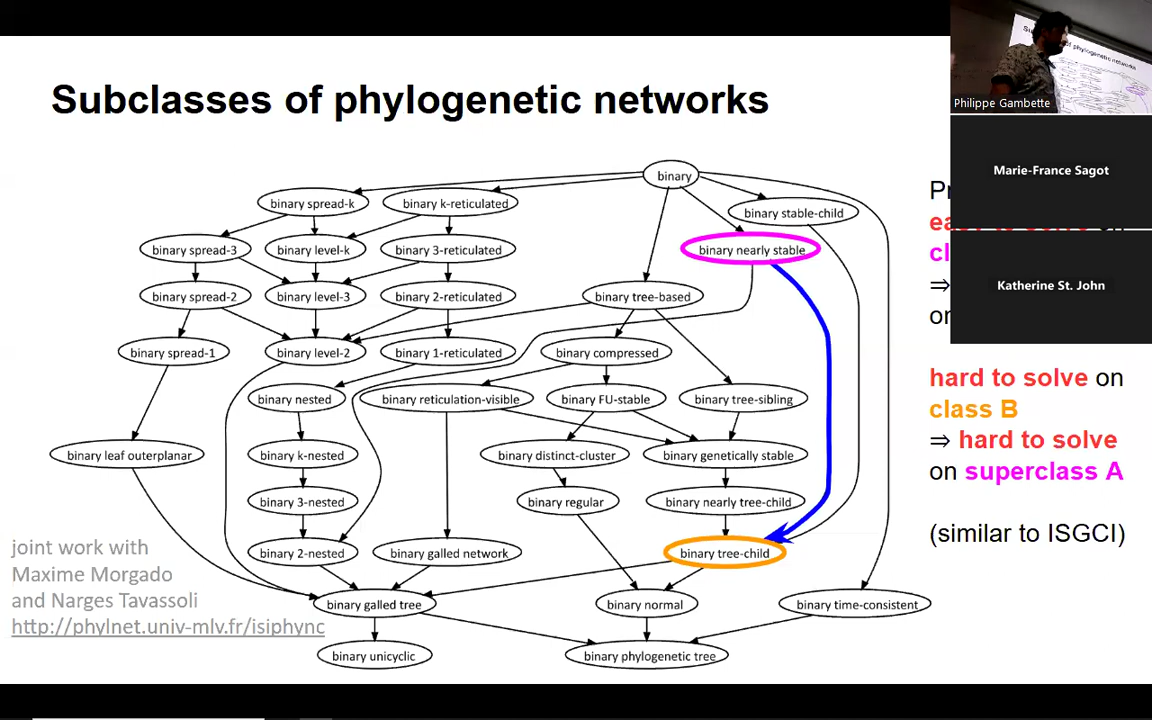 Subclasses of phylogenetic networks
Philippe Gambette
Marie-France Sagot
Katherine St. John
binary
binary spread-k
binary k-reticulated
binary stable-child
binary spread-3
binary level-k
binary 3-reticulated
binary nearly stable
binary spread-2
binary level-3
binary 2-reticulated
binary tree-based
binary spread-1
binary level-2
binary 1-reticulated
binary compressed
binary nested
binary reticulation-visible
binary FU-stable
binary tree-sibling
binary leaf outerplanar
binary k-nested
binary distinct-cluster
binary genetically stable
binary 3-nested
binary regular
binary nearly tree-child
binary 2-nested
binary galled network
binary tree-child
binary galled tree
binary normal
binary time-consistent
binary unicyclic
binary phylogenetic tree
⇒
hard to solve on
class B
⇒ hard to solve
on superclass A
(similar to ISGCI)
joint work with
Maxime Morgado
and Narges Tavassoli
http://phylnet.univ-mlv.fr/isiphync